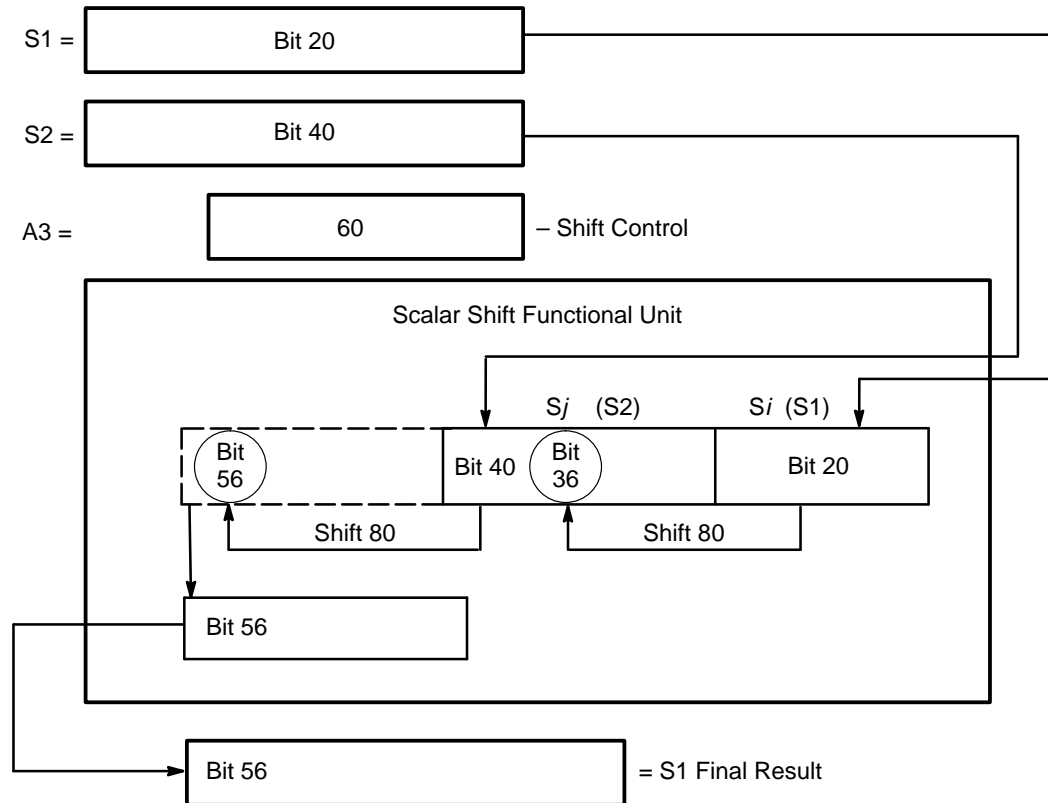 S1 = Bit 20
S2 = Bit 40
A3 = 60 – Shift Control
Scalar Shift Functional Unit
Sj (S2) Si (S1)
Bit 56 Bit 40 Bit 36 Bit 20
Shift 80 Shift 80
Bit 56
Bit 56 = S1 Final Result